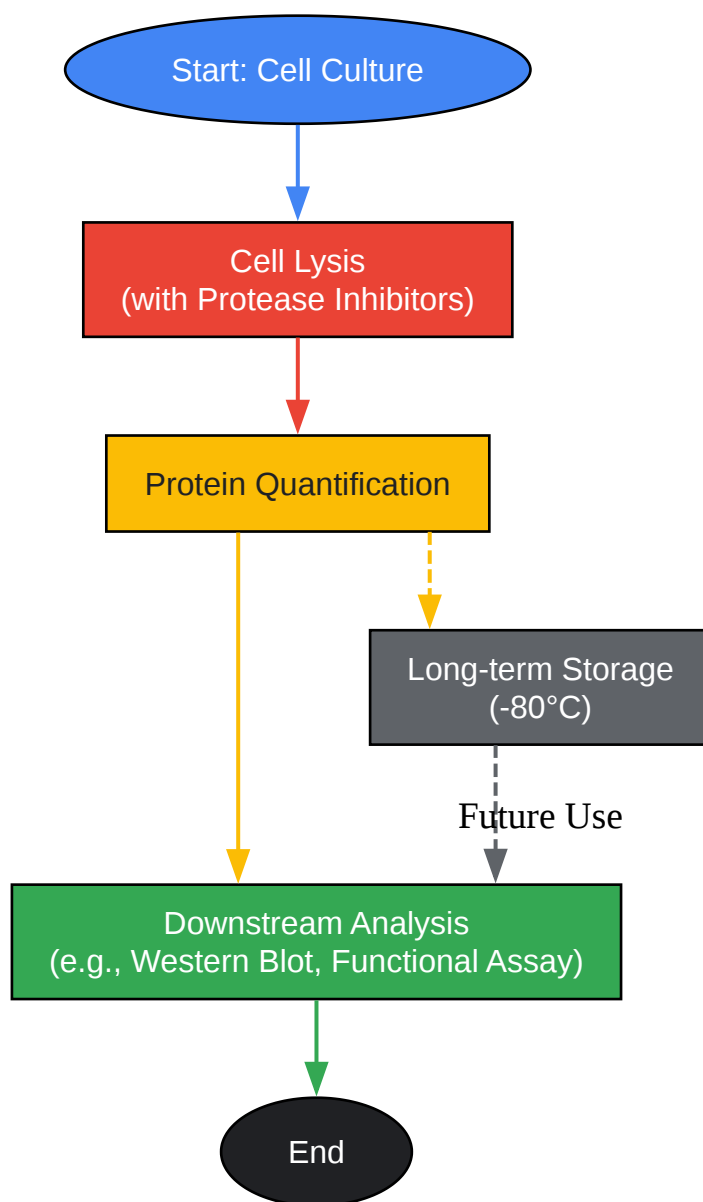 Start: Cell Culture
Cell Lysis
(with Protease Inhibitors)
Protein Quantification
Long-term Storage
(-80°C)
Future Use
Downstream Analysis
(e.g., Western Blot, Functional Assay)
End